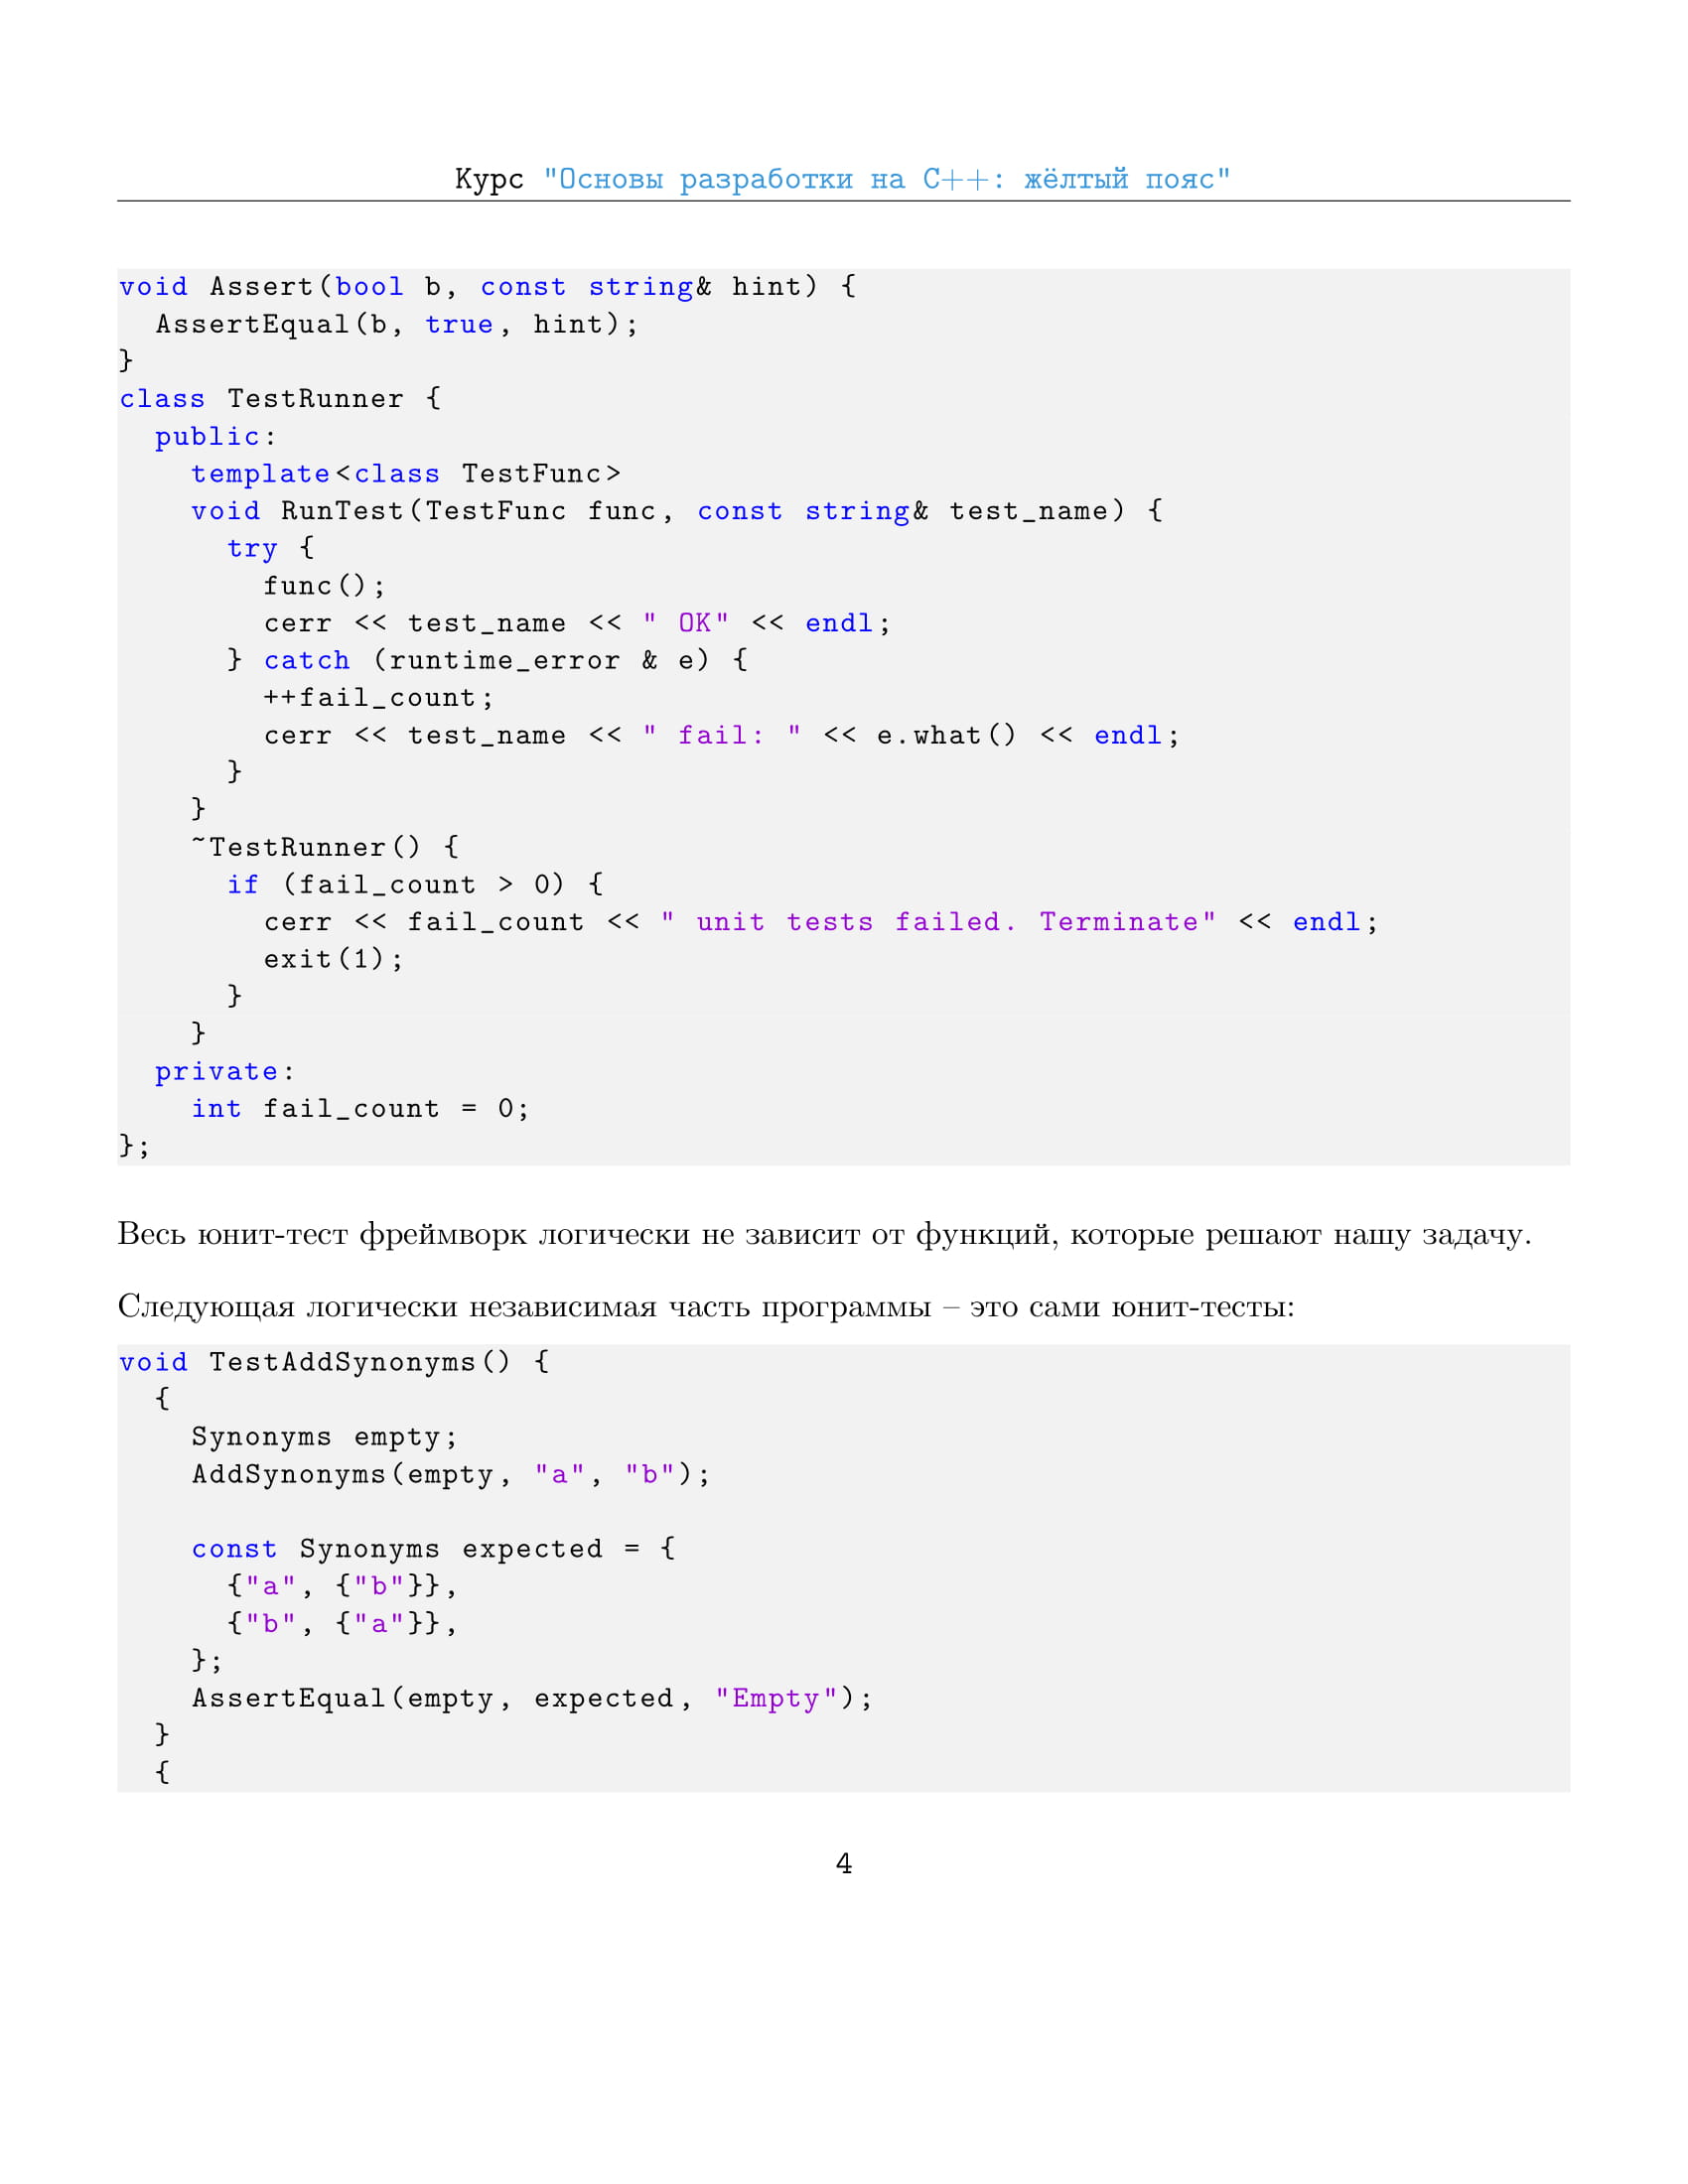 Курс "Основы разработки на C++: жёлтый пояс"
void Assert(bool b, const string& hint) {
  AssertEqual(b, true, hint);
}
class TestRunner {
  public:
    template<class TestFunc>
    void RunTest(TestFunc func, const string& test_name) {
      try {
        func();
        cerr << test_name << " OK" << endl;
      } catch (runtime_error & e) {
        ++fail_count;
        cerr << test_name << " fail: " << e.what() << endl;
      }
    }
    ~TestRunner() {
      if (fail_count > 0) {
        cerr << fail_count << " unit tests failed. Terminate" << endl;
        exit(1);
      }
    }
  private:
    int fail_count = 0;
};
Весь юнит-тест фреймворк логически не зависит от функций, которые решают нашу задачу.
Следующая логически независимая часть программы – это сами юнит-тесты:
void TestAddSynonyms() {
  {
    Synonyms empty;
    AddSynonyms(empty, "a", "b");
    const Synonyms expected = {
      {"a", {"b"}},
      {"b", {"a"}},
    };
    AssertEqual(empty, expected, "Empty");
  }
  {
4